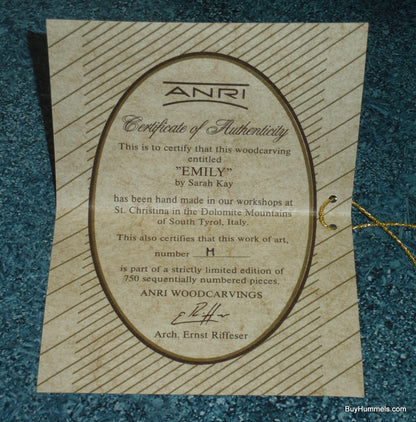 ANRI
Certificate of Authenticity
This is to certify that this woodcarving
entitled
"EMILY"
by Sarah Kay
has been hand made in our workshops at
St. Christina in the Dolomite Mountains
of South Tyrol, Italy.
This also certifies that this work of art,
number M
is part of a strictly limited edition of
750 sequentially numbered pieces.
ANRI WOODCARVINGS
Arch. Ernst Riffeser
BuyHummels.com